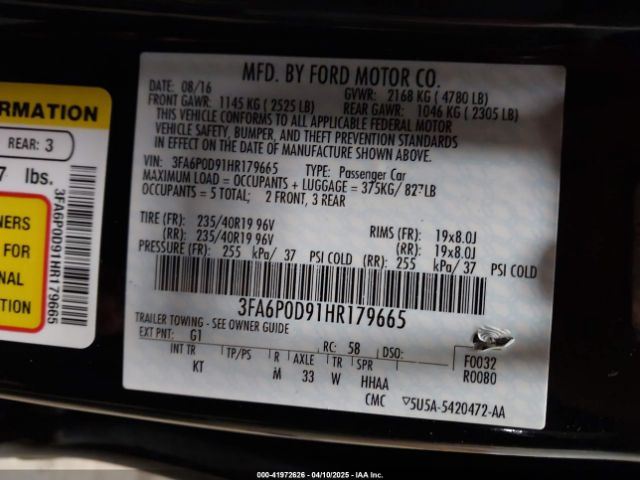 MFD. BY FORD MOTOR CO.
DATE: 08/16 GVWR: 2168 KG (4780 LB)
FRONT GAWR: 1145 KG (2525 LB) REAR GAWR: 1046 KG (2305 LB)
THIS VEHICLE CONFORMS TO ALL APPLICABLE FEDERAL MOTOR
VEHICLE SAFETY, BUMPER, AND THEFT PREVENTION STANDARDS
IN EFFECT ON THE DATE OF MANUFACTURE SHOWN ABOVE.
VIN: 3FA6P0D91HR179665 TYPE: Passenger Car
MAXIMUM LOAD = OCCUPANTS + LUGGAGE = 375KG/ 827LB
OCCUPANTS = 5 TOTAL; 2 FRONT, 3 REAR
TIRE (FR): 235/40R19 96V RIMS (FR): 19x8.0J
(RR): 235/40R19 96V (RR): 19x8.0J
PRESSURE (FR): 255 kPa/ 37 PSI COLD (RR): 255 kPa/ 37 PSI COLD
3FA6P0D91HR179665
TRAILER TOWING - SEE OWNER GUIDE
EXT PNT: G1 RC: 58 DSO: F0032
R0080
INT TR TP/PS R AXLE TR SPR
KT M 33 W HHAA
CMC ▽5U5A-5420472-AA
ORMATION
REAR: 3
7 lbs.
NERS
FOR
NAL
TION
3FA6P0D91HR179665
000-41972626 - 04/10/2025 - IAA Inc.